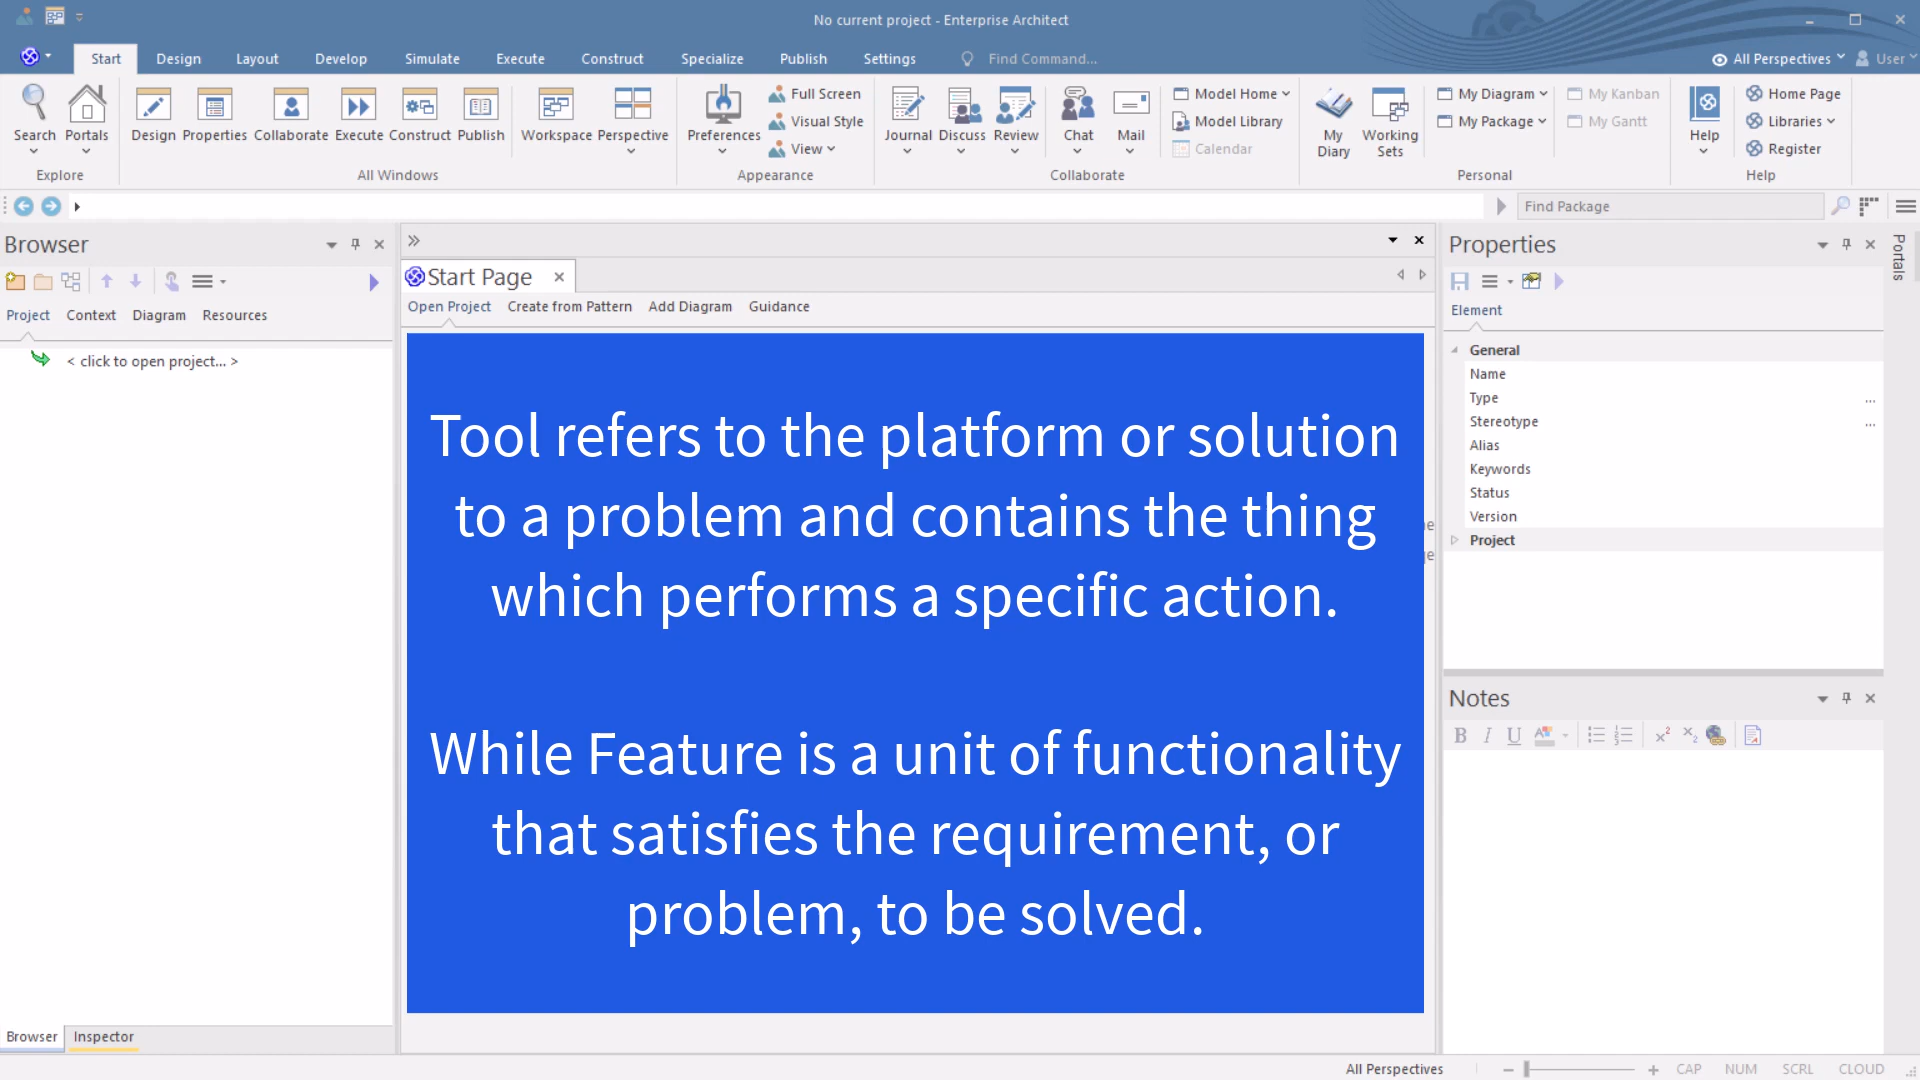 No current project - Enterprise Architect
Start Design Layout Develop Simulate Execute Construct Specialize Publish Settings Find Command... All Perspectives User
Search Portals
Explore
Design Properties Collaborate Execute Construct Publish Workspace Perspective
All Windows
Preferences
Full Screen
Visual Style
View
Appearance
Journal Discuss Review Chat Mail
Model Home
Model Library
Calendar
Collaborate
My Diary
Working Sets
My Diagram
My Package
My Kanban
My Gantt
Personal
Help
Home Page
Libraries
Register
Help
Find Package
Browser
Project Context Diagram Resources
< click to open project... >
Browser Inspector
Start Page
Open Project Create from Pattern Add Diagram Guidance
Tool refers to the platform or solution
to a problem and contains the thing
which performs a specific action.
While Feature is a unit of functionality
that satisfies the requirement, or
problem, to be solved.
Properties
Element
General
Name
Type ...
Stereotype ...
Alias
Keywords
Status
Version
Project
Notes
B I U A x² x₂
Portals
All Perspectives CAP NUM SCRL CLOUD